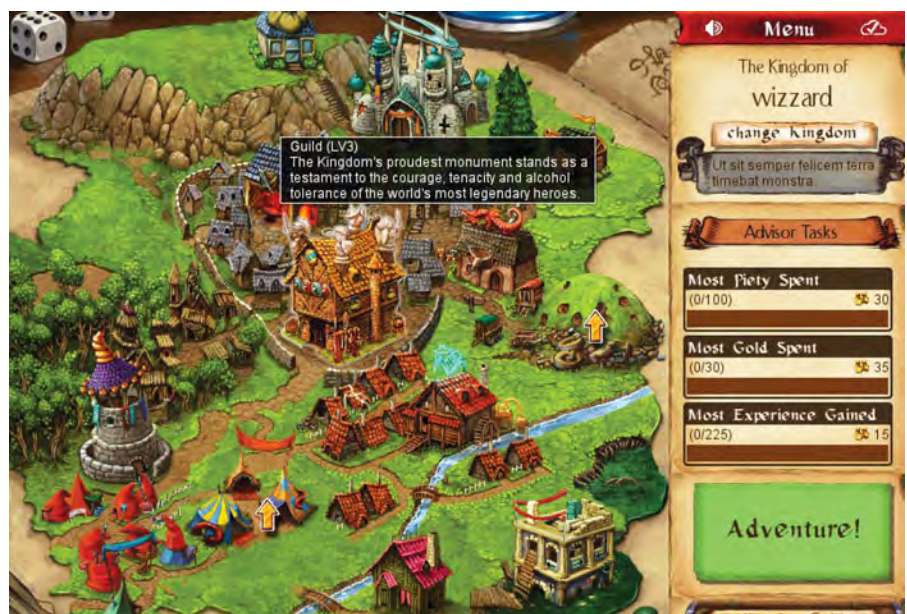 Menu
The Kingdom of
wizzard
change Kingdom
Ut sit semper felicem terra
timebat monstra.
Guild (LV3)
The Kingdom's proudest monument stands as a
testament to the courage, tenacity and alcohol
tolerance of the world's most legendary heroes.
Advisor Tasks
Most Piety Spent
(0/100) 30
Most Gold Spent
(0/30) 35
Most Experience Gained
(0/225) 15
Adventure!